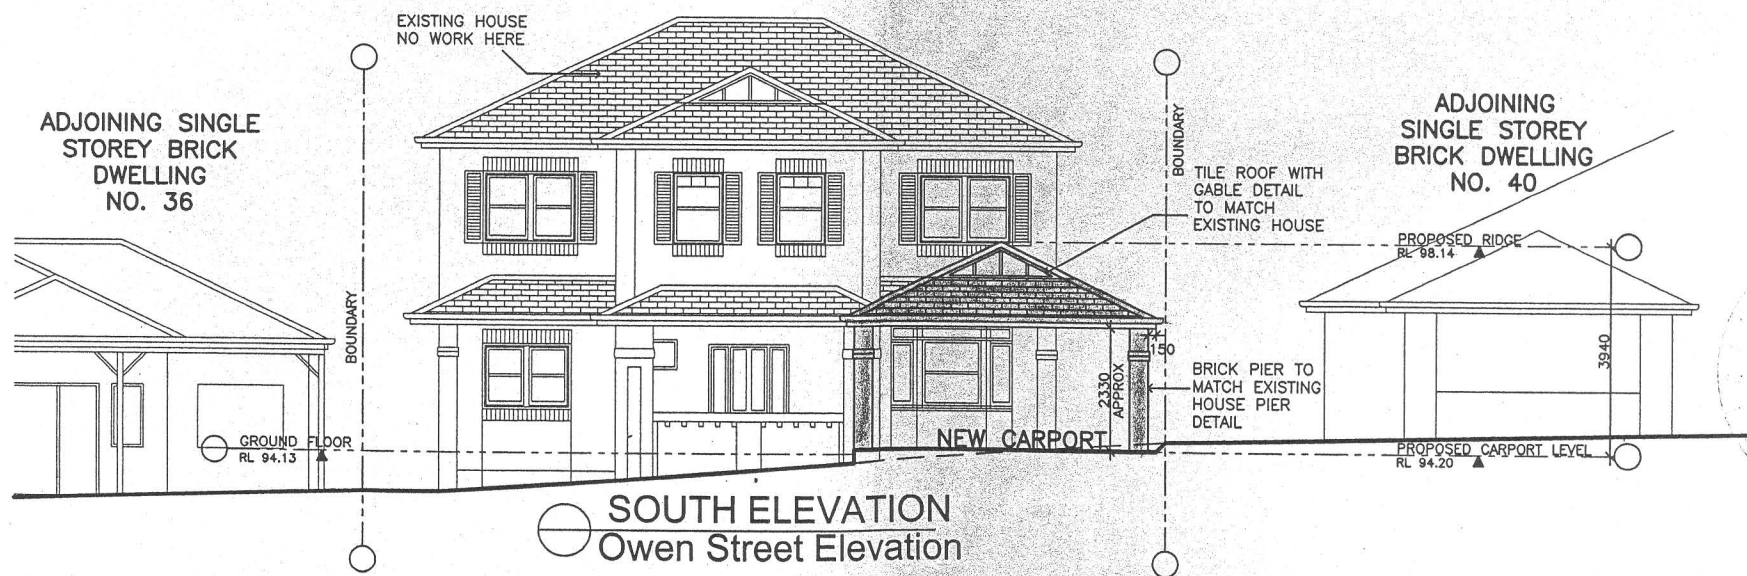 EXISTING HOUSE
NO WORK HERE
ADJOINING SINGLE
STOREY BRICK
DWELLING
NO. 36
BOUNDARY
BOUNDARY
ADJOINING
SINGLE STOREY
BRICK DWELLING
NO. 40
TILE ROOF WITH
GABLE DETAIL
TO MATCH
EXISTING HOUSE
PROPOSED RIDGE
RL 98.14
150
3940
2330
APPROX
BRICK PIER TO
MATCH EXISTING
HOUSE PIER
DETAIL
GROUND FLOOR
RL 94.13
NEW CARPORT
PROPOSED CARPORT LEVEL
RL 94.20
SOUTH ELEVATION
Owen Street Elevation